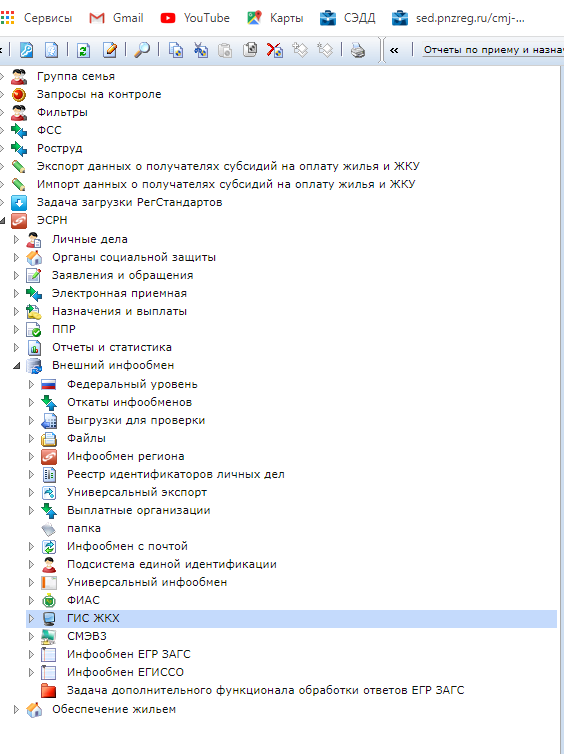 Сервисы Gmail YouTube Карты СЭДД sed.pnzreg.ru/cmj-...
Отчеты по приему и назна
Группа семья
Запросы на контроле
Фильтры
ФСС
Роструд
Экспорт данных о получателях субсидий на оплату жилья и ЖКУ
Импорт данных о получателях субсидий на оплату жилья и ЖКУ
Задача загрузки РегСтандартов
ЭСРН
Личные дела
Органы социальной защиты
Заявления и обращения
Электронная приемная
Назначения и выплаты
ППР
Отчеты и статистика
Внешний инфообмен
Федеральный уровень
Откаты инфообменов
Выгрузки для проверки
Файлы
Инфообмен региона
Реестр идентификаторов личных дел
Универсальный экспорт
Выплатные организации
папка
Инфообмен с почтой
Подсистема единой идентификации
Универсальный инфообмен
ФИАС
ГИС ЖКХ
СМЭВ3
Инфообмен ЕГР ЗАГС
Инфообмен ЕГИССО
Задача дополнительного функционала обработки ответов ЕГР ЗАГС
Обеспечение жильем